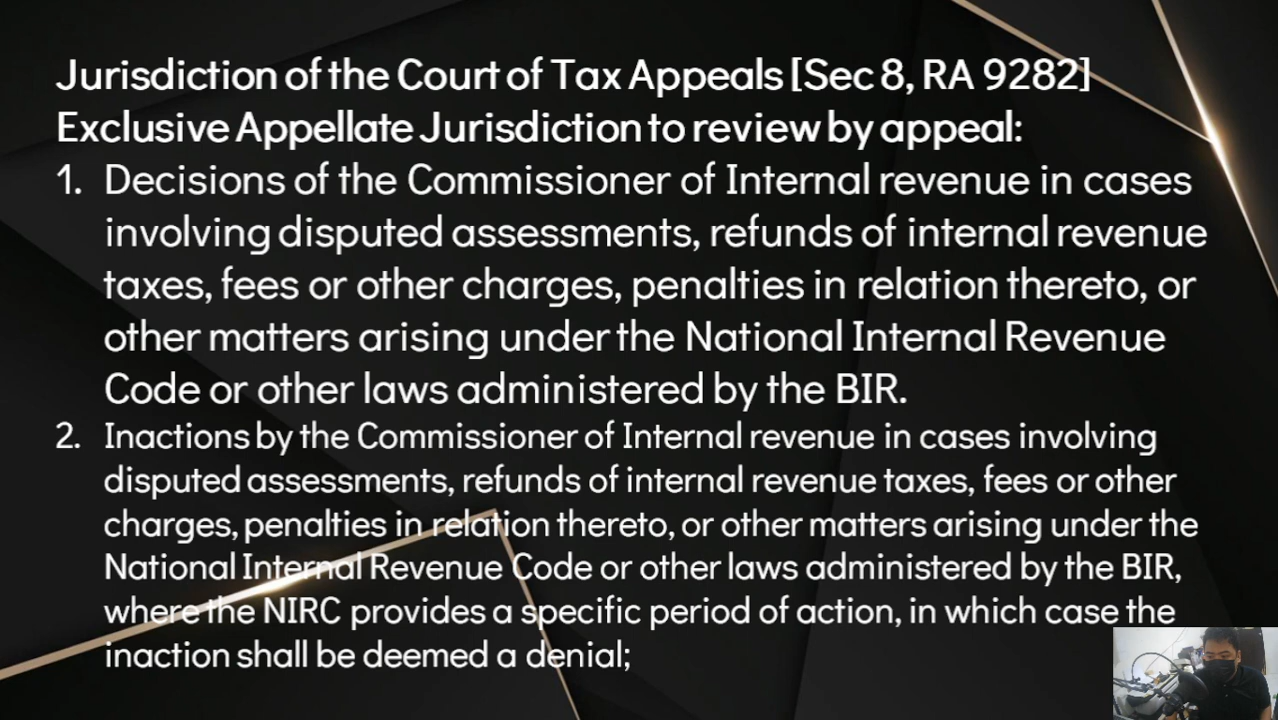 Jurisdiction of the Court of Tax Appeals [Sec 8, RA 9282]
Exclusive Appellate Jurisdiction to review by appeal:
1. Decisions of the Commissioner of Internal revenue in cases
involving disputed assessments, refunds of internal revenue
taxes, fees or other charges, penalties in relation thereto, or
other matters arising under the National Internal Revenue
Code or other laws administered by the BIR.
2. Inactions by the Commissioner of Internal revenue in cases involving
disputed assessments, refunds of internal revenue taxes, fees or other
charges, penalties in relation thereto, or other matters arising under the
National Internal Revenue Code or other laws administered by the BIR,
where the NIRC provides a specific period of action, in which case the
inaction shall be deemed a denial;